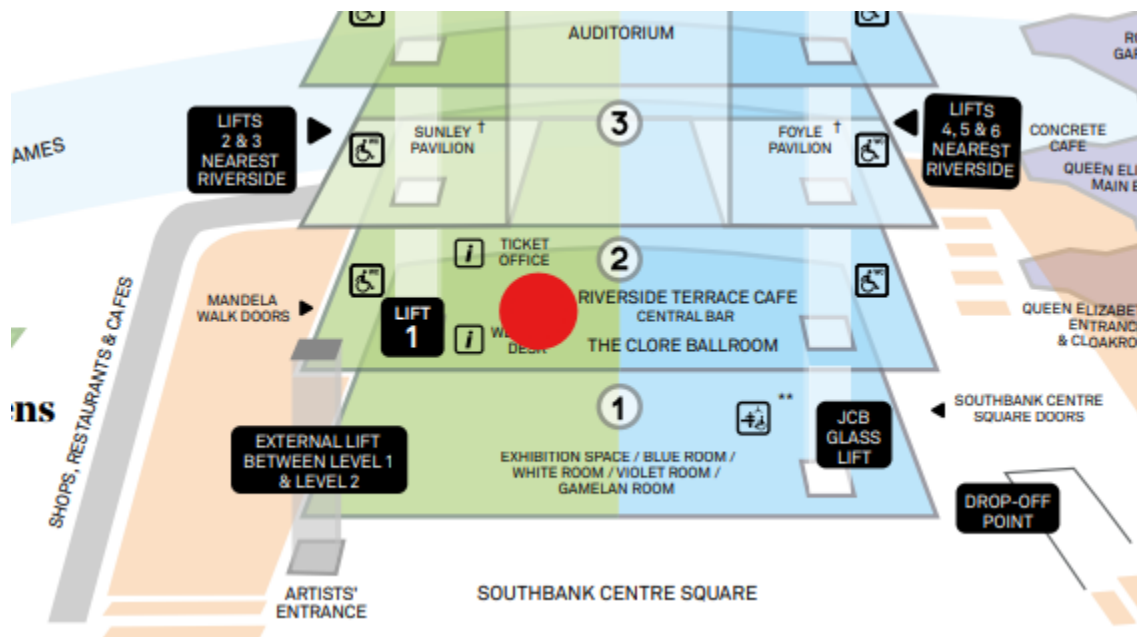 AUDITORIUM
LIFTS
2 & 3
NEAREST
RIVERSIDE
SUNLEY †
PAVILION
3
FOYLE †
PAVILION
LIFTS
4, 5 & 6
NEAREST
RIVERSIDE
CONCRETE
CAFE
AMES
TICKET
OFFICE
2
MANDELA
WALK DOORS
LIFT
1
RIVERSIDE TERRACE CAFE
CENTRAL BAR
THE CLORE BALLROOM
SHOPS, RESTAURANTS & CAFES
ens
1
**
JCB
GLASS
LIFT
SOUTHBANK CENTRE
SQUARE DOORS
EXTERNAL LIFT
BETWEEN LEVEL 1
& LEVEL 2
EXHIBITION SPACE / BLUE ROOM /
WHITE ROOM / VIOLET ROOM /
GAMELAN ROOM
DROP-OFF
POINT
ARTISTS'
ENTRANCE
SOUTHBANK CENTRE SQUARE
QUEEN
MAIN
QUEEN
&